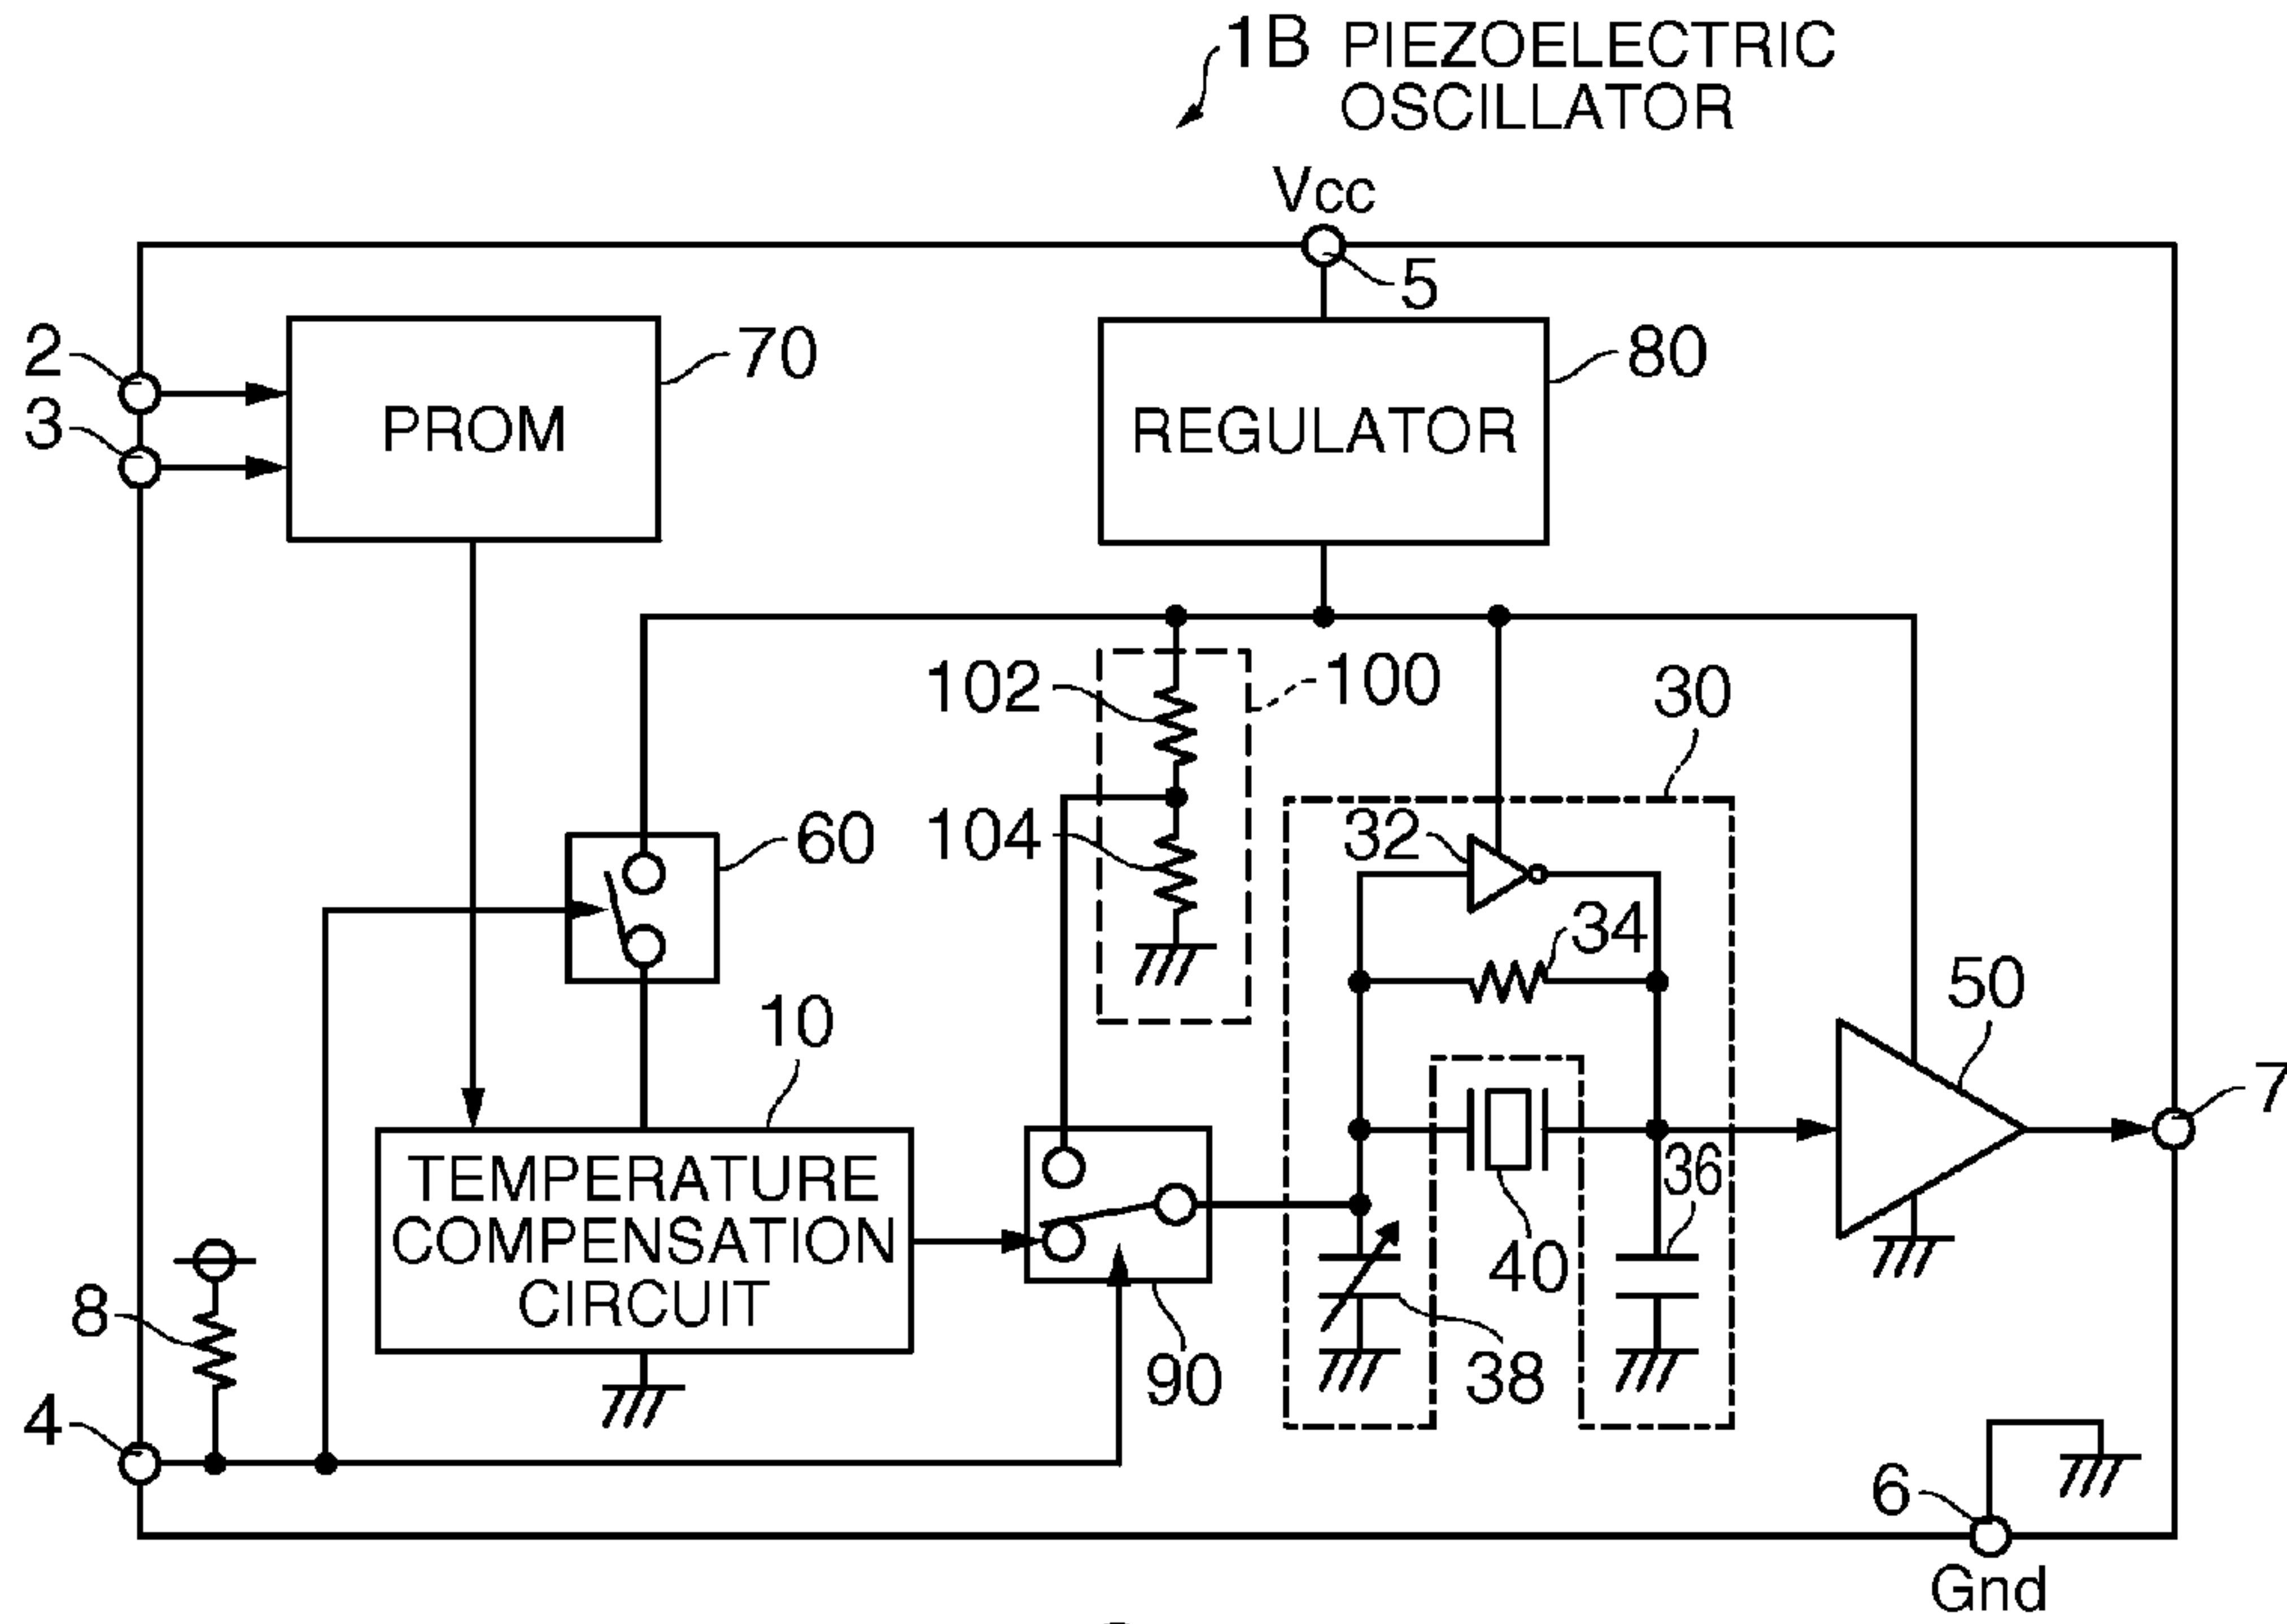 1B PIEZOELECTRIC
OSCILLATOR
Vcc
5
2
3
PROM
70
REGULATOR
80
102
100
30
60
104
32
34
10
50
7
TEMPERATURE
COMPENSATION
CIRCUIT
36
40
8
90
38
4
6
Gnd